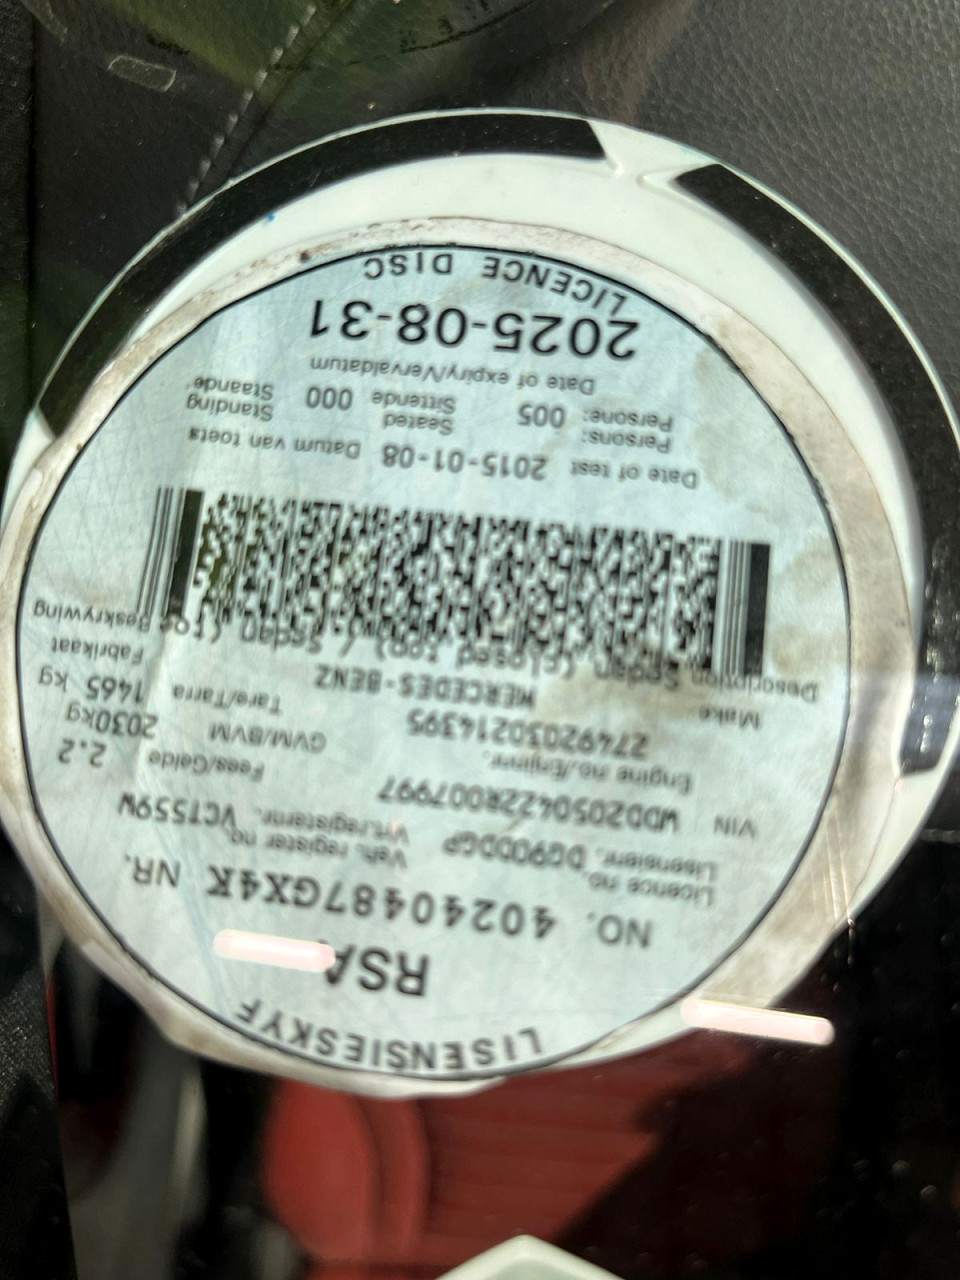 LISENSIESKYF
RSA
NO. 40240487GX4K NR.
Licence no./Lisensienr. DG90DDGP Veh. register no./Vrt.registernr. VCT559W
VIN WDD2050422R007997 Fees/Gelde 2.2
Engine no./Enjinnr. 27492030214395 GVM/BVM 2030kg
Make MERCEDES-BENZ Tare/Tarra 1465 kg Fabrikaat
Description Sedan (closed top) / Sedan (toe Beskrywing
Date of test 2015-01-08 Datum van toets
Persons: Seated Standing
Persone: 005 Sittende 000 Staande
Date of expiry/Vervaldatum
2025-08-31
LICENCE DISC